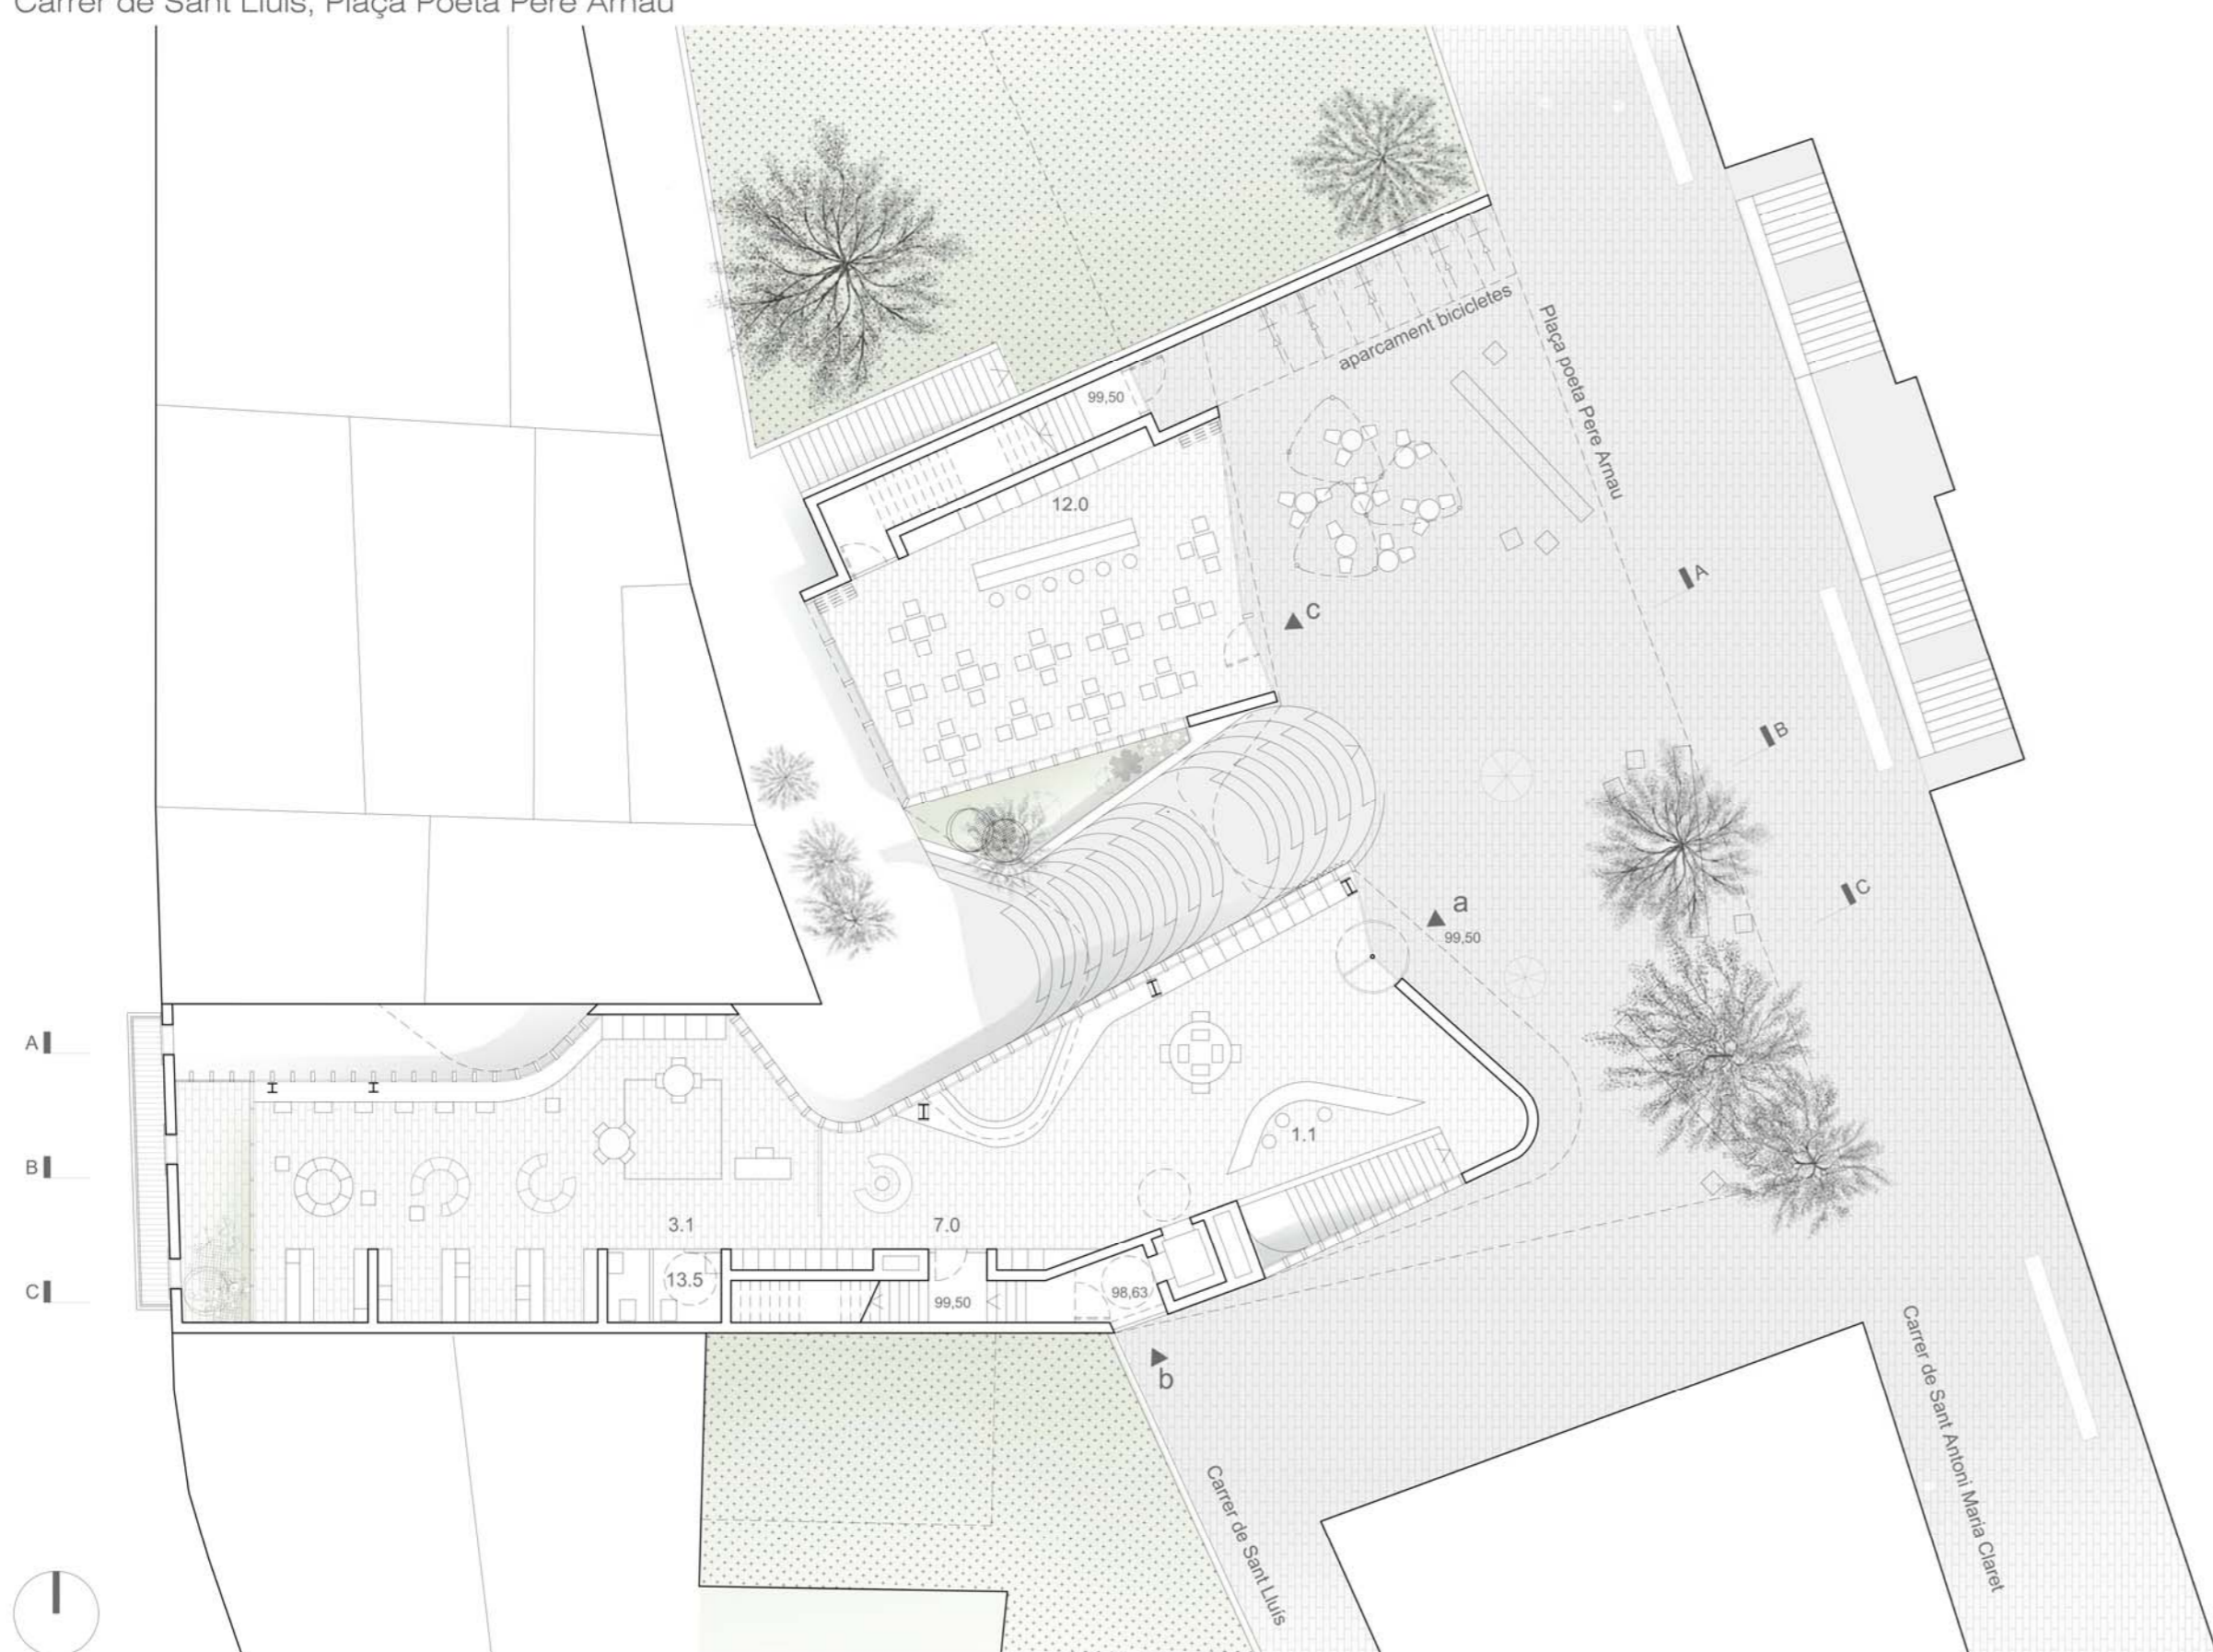 Carrer de Sant Lluís, Plaça Poeta Pere Arnau
aparcament bicicletes
Plaça poeta Pere Arnau
99,50
12.0
A
c
B
C
a
99,50
A
1.1
B
3.1
7.0
13.5
C
99,50
98,63
b
Carrer de Sant Antoni Maria Claret
Carrer de Sant Lluís